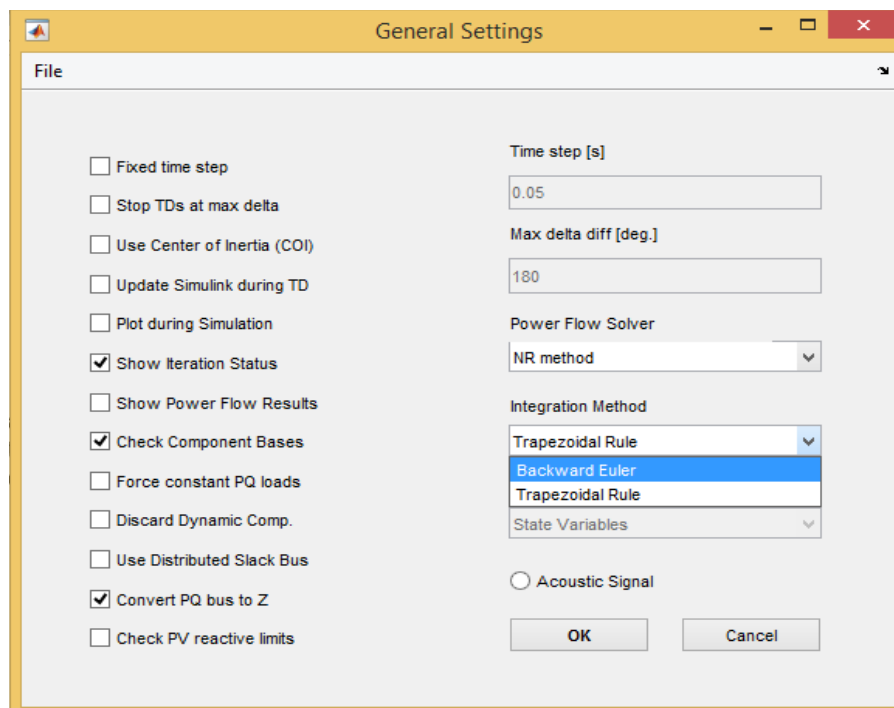 General Settings
File
Fixed time step
Stop TDs at max delta
Use Center of Inertia (COI)
Update Simulink during TD
Plot during Simulation
Show Iteration Status
Show Power Flow Results
Check Component Bases
Force constant PQ loads
Discard Dynamic Comp.
Use Distributed Slack Bus
Convert PQ bus to Z
Check PV reactive limits
Time step [s]
0.05
Max delta diff [deg.]
180
Power Flow Solver
NR method
Integration Method
Trapezoidal Rule
Backward Euler
Trapezoidal Rule
State Variables
Acoustic Signal
OK
Cancel